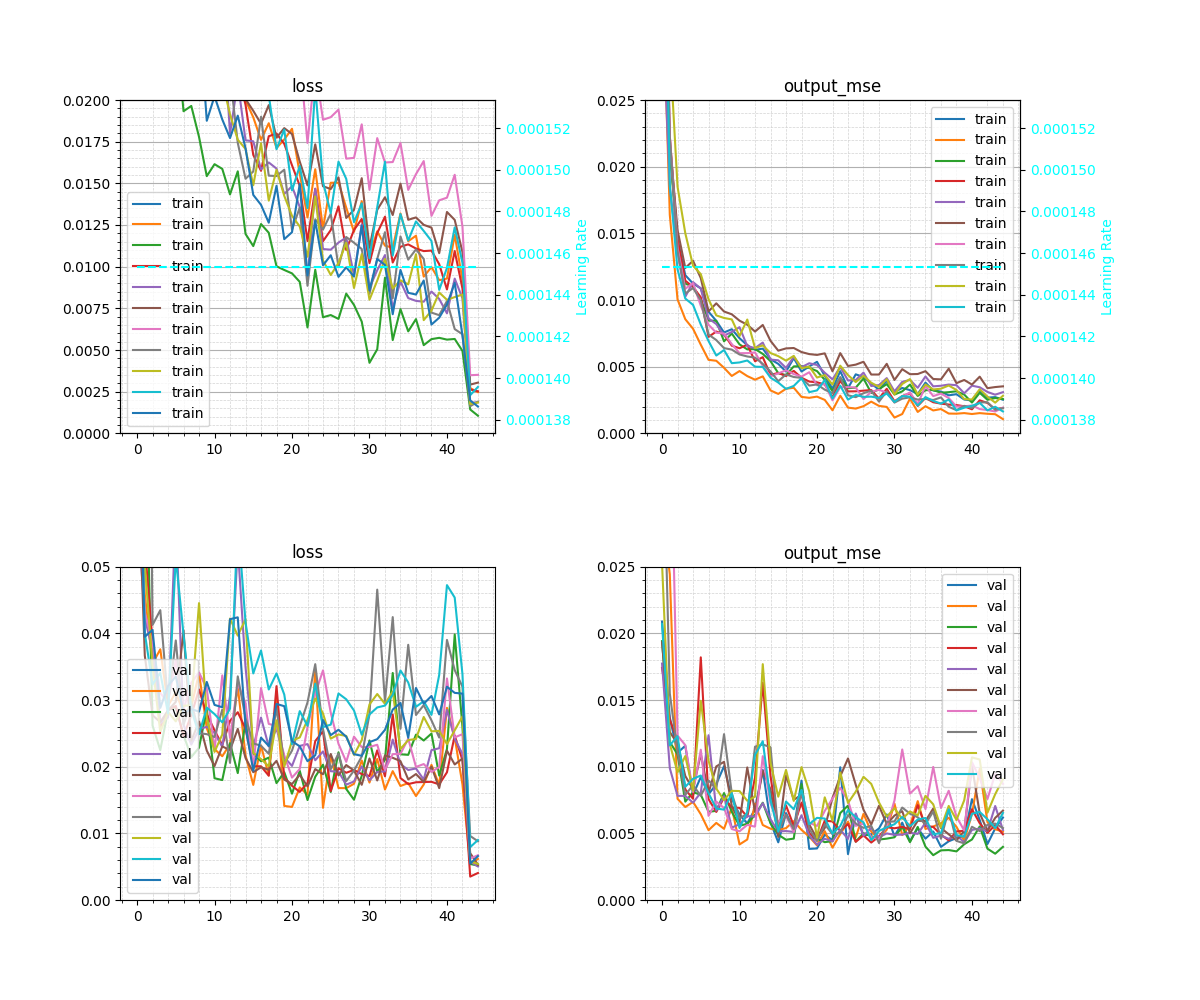 loss
0.0200
0.0175
0.0150
0.0125
0.0100
0.0075
0.0050
0.0025
0.0000
0 10 20 30 40
train
train
train
train
train
train
train
train
train
train
train
0.000152
0.000150
0.000148
0.000146
0.000144
0.000142
0.000140
0.000138
Learning Rate
output_mse
0.025
0.020
0.015
0.010
0.005
0.000
0 10 20 30 40
train
train
train
train
train
train
train
train
train
train
0.000152
0.000150
0.000148
0.000146
0.000144
0.000142
0.000140
0.000138
Learning Rate
loss
0.05
0.04
0.03
0.02
0.01
0.00
0 10 20 30 40
val
val
val
val
val
val
val
val
val
val
val
output_mse
0.025
0.020
0.015
0.010
0.005
0.000
0 10 20 30 40
val
val
val
val
val
val
val
val
val
val